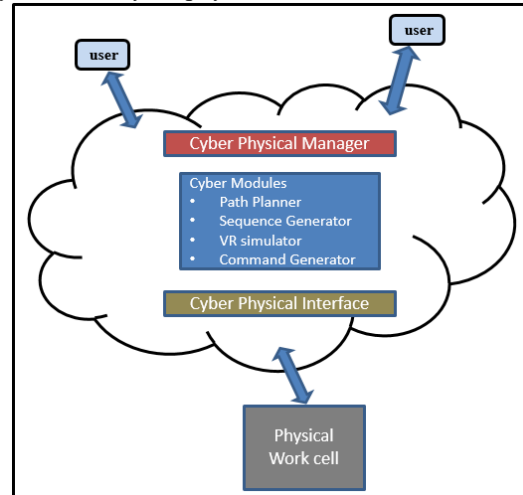 user
user
Cyber Physical Manager
Cyber Modules
• Path Planner
• Sequence Generator
• VR simulator
• Command Generator
Cyber Physical Interface
Physical
Work cell